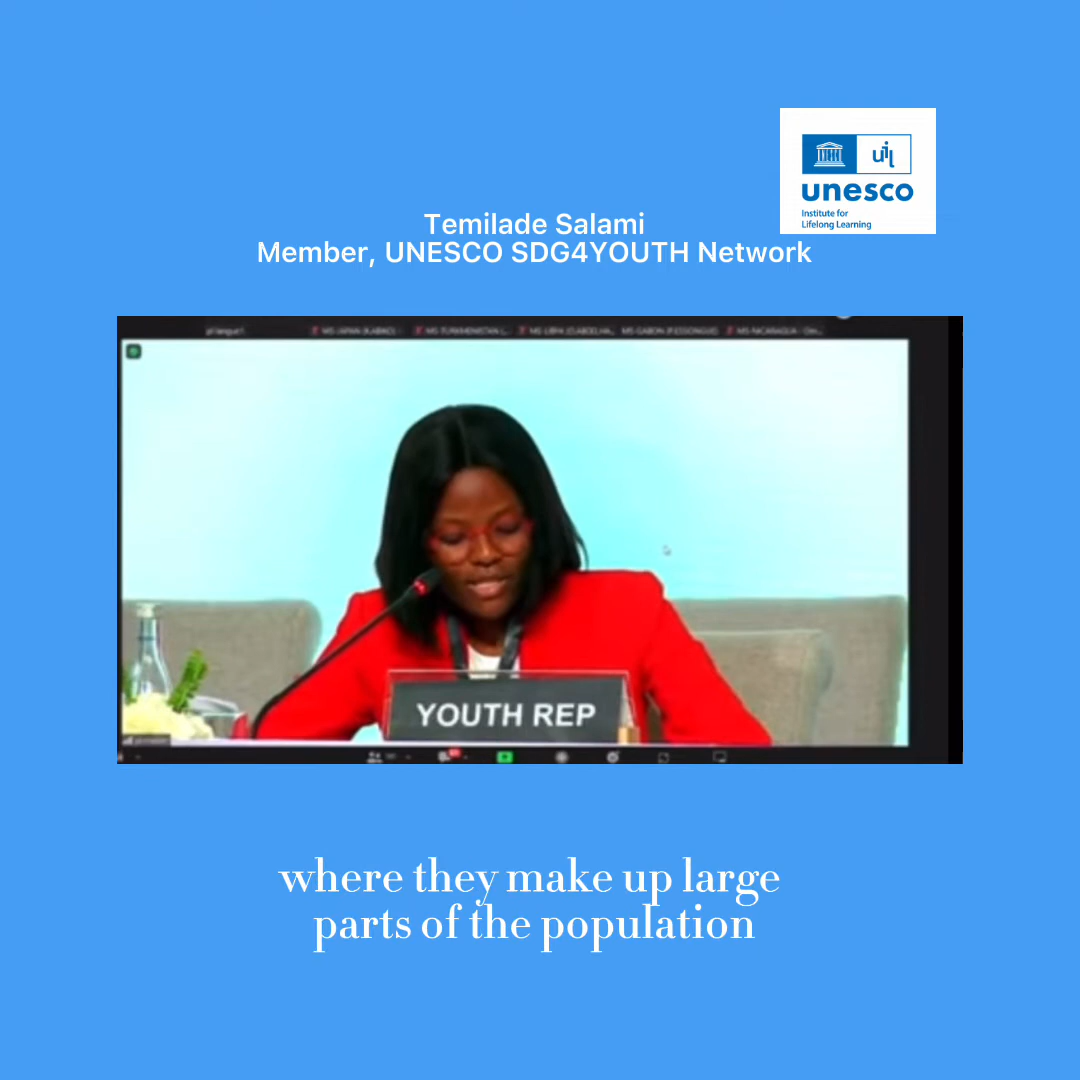 uil
unesco
Institute for
Lifelong Learning
Temilade Salami
Member, UNESCO SDG4YOUTH Network
YOUTH REP
where they make up large
parts of the population